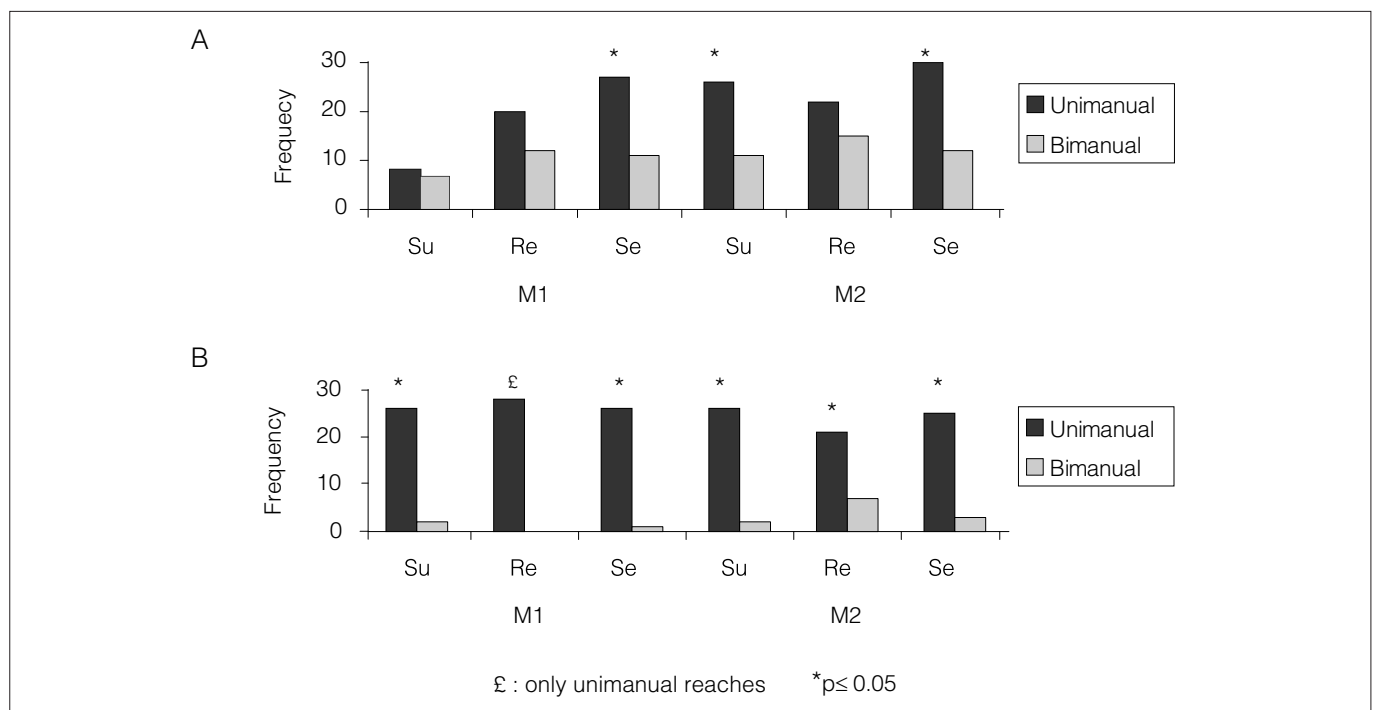 A
* * *
30
20
10
0
Frequecy
Unimanual
Bimanual
Su Re Se Su Re Se
M1 M2
B
* £ * * * *
30
20
10
0
Frequency
Unimanual
Bimanual
Su Re Se Su Re Se
M1 M2
£ : only unimanual reaches *p≤ 0.05